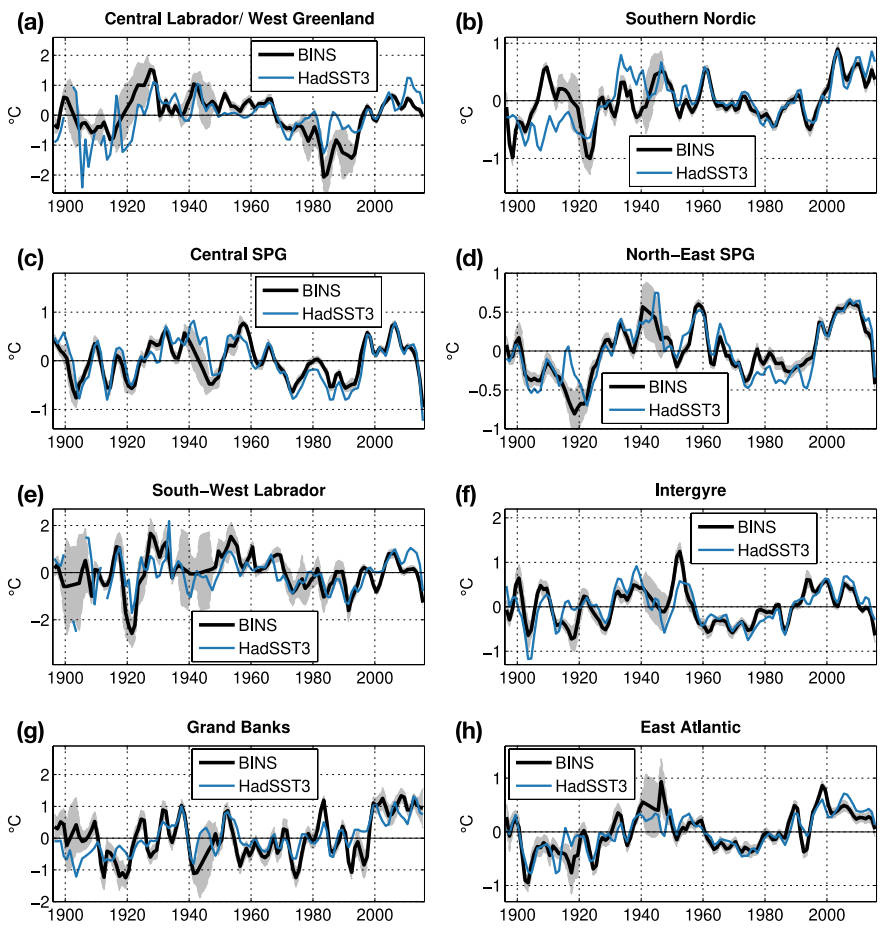 (a) Central Labrador/ West Greenland
°C
2
1
0
−1
−2
BINS
HadSST3
1900 1920 1940 1960 1980 2000
(b) Southern Nordic
1
0
−1
BINS
HadSST3
1900 1920 1940 1960 1980 2000
(c) Central SPG
°C
1
0
−1
BINS
HadSST3
1900 1920 1940 1960 1980 2000
(d) North−East SPG
1
0.5
0
−0.5
−1
BINS
HadSST3
1900 1920 1940 1960 1980 2000
(e) South−West Labrador
°C
2
0
−2
BINS
HadSST3
1900 1920 1940 1960 1980 2000
(f) Intergyre
2
1
0
−1
BINS
HadSST3
1900 1920 1940 1960 1980 2000
(g) Grand Banks
°C
2
1
0
−1
−2
BINS
HadSST3
1900 1920 1940 1960 1980 2000
(h) East Atlantic
°C
1
0
−1
BINS
HadSST3
1900 1920 1940 1960 1980 2000